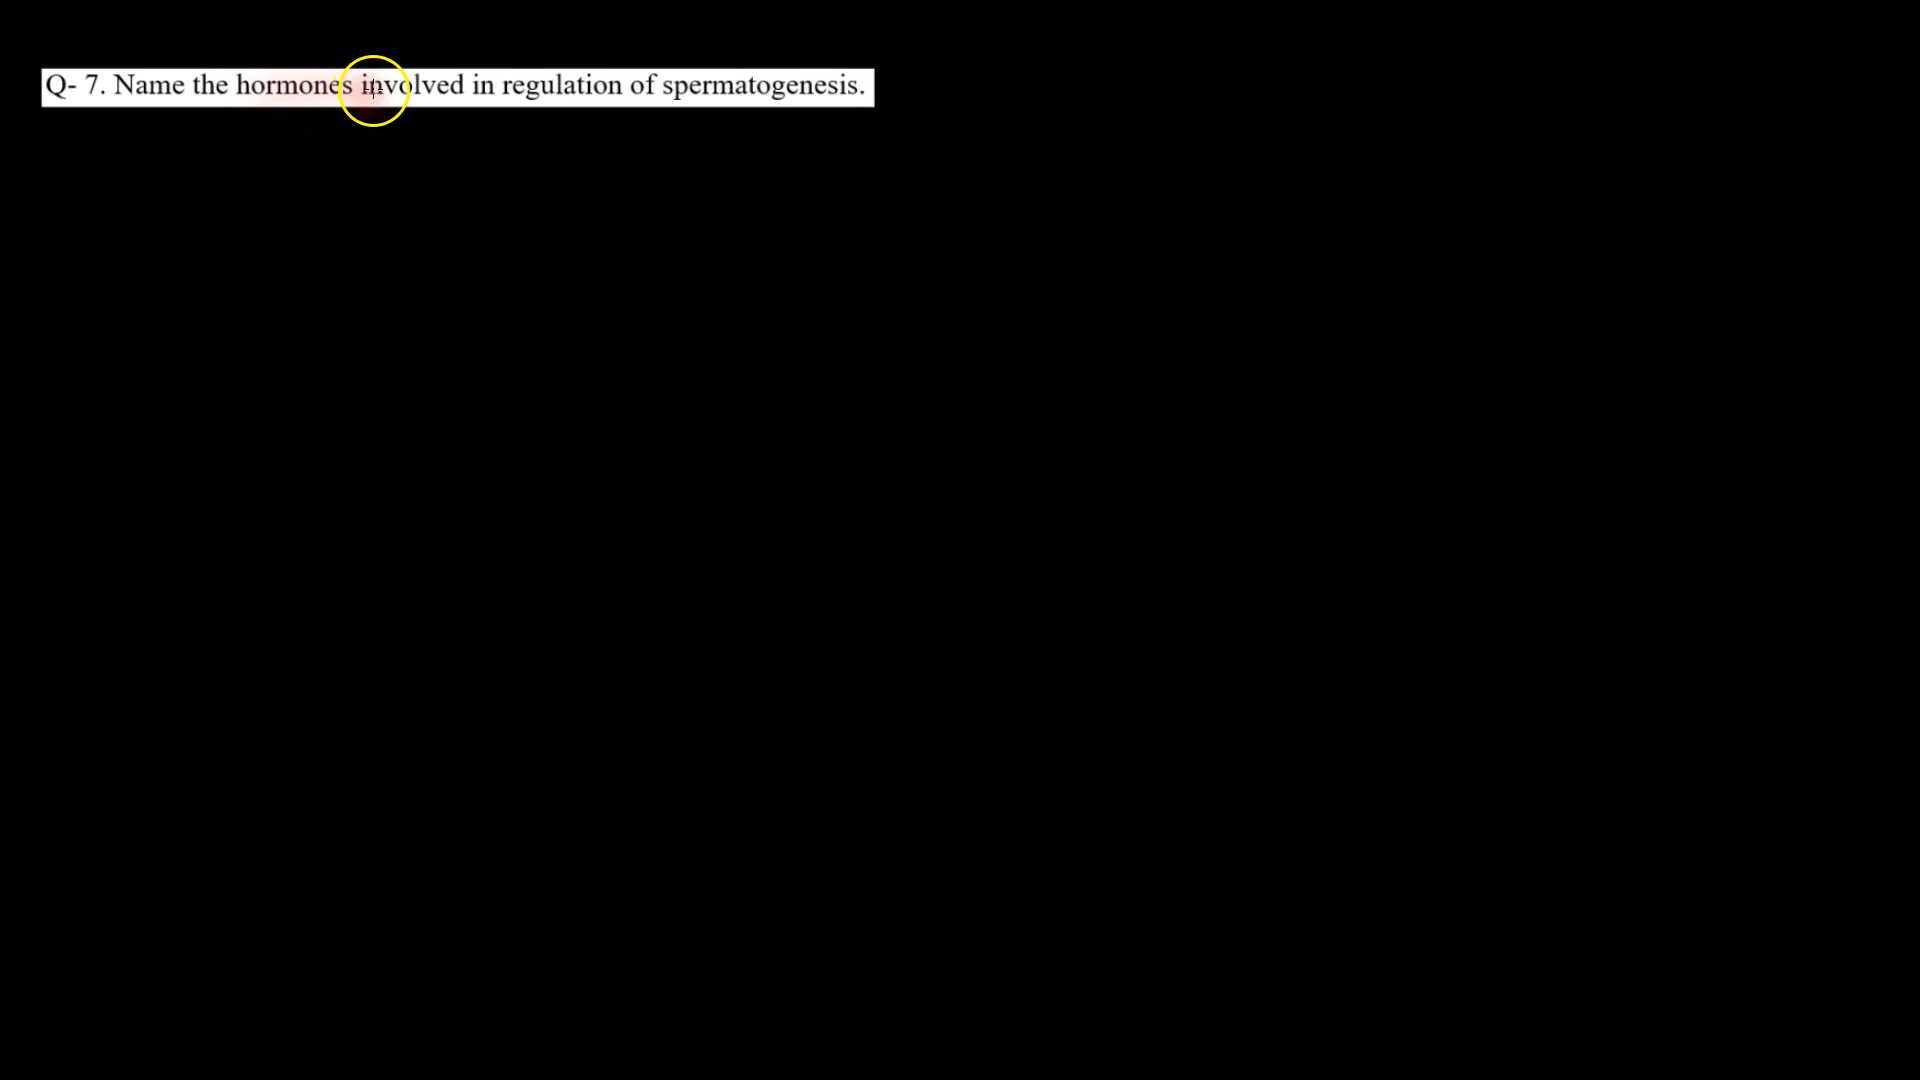 Q- 7. Name the hormones involved in regulation of spermatogenesis.